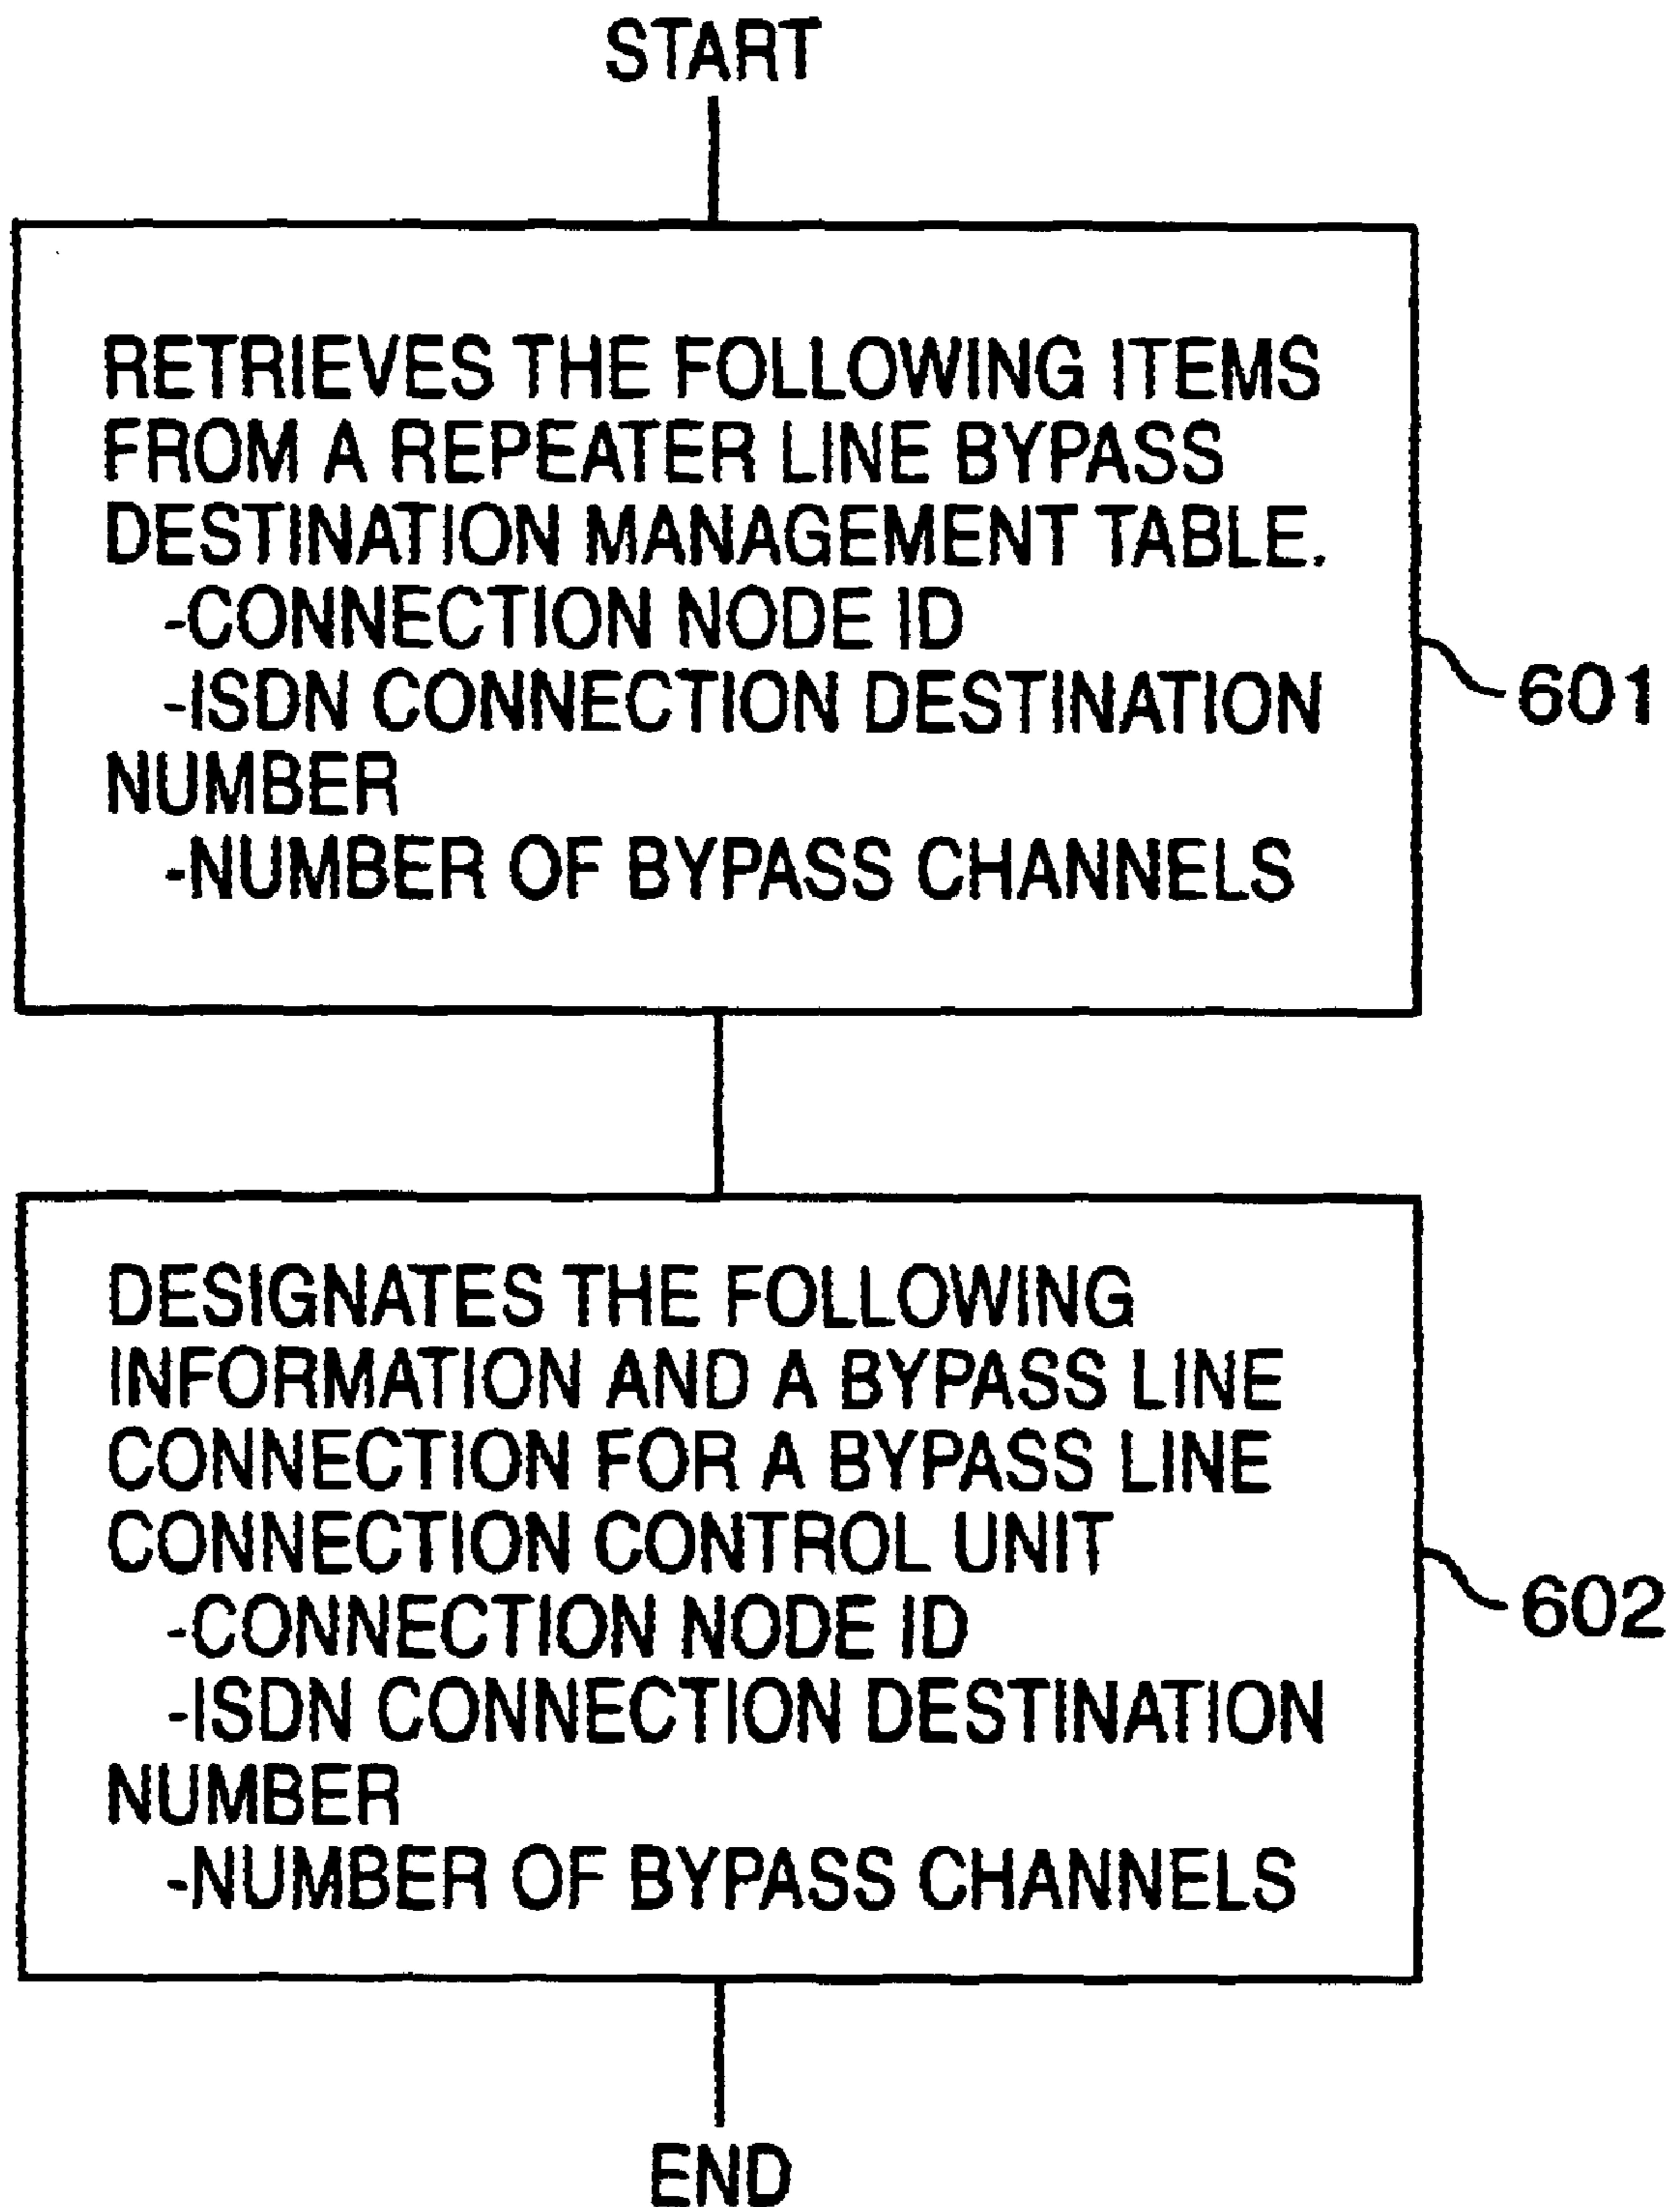 START
RETRIEVES THE FOLLOWING ITEMS
FROM A REPEATER LINE BYPASS
DESTINATION MANAGEMENT TABLE.
-CONNECTION NODE ID
-ISDN CONNECTION DESTINATION
NUMBER
-NUMBER OF BYPASS CHANNELS
601
DESIGNATES THE FOLLOWING
INFORMATION AND A BYPASS LINE
CONNECTION FOR A BYPASS LINE
CONNECTION CONTROL UNIT
-CONNECTION NODE ID
-ISDN CONNECTION DESTINATION
NUMBER
-NUMBER OF BYPASS CHANNELS
602
END